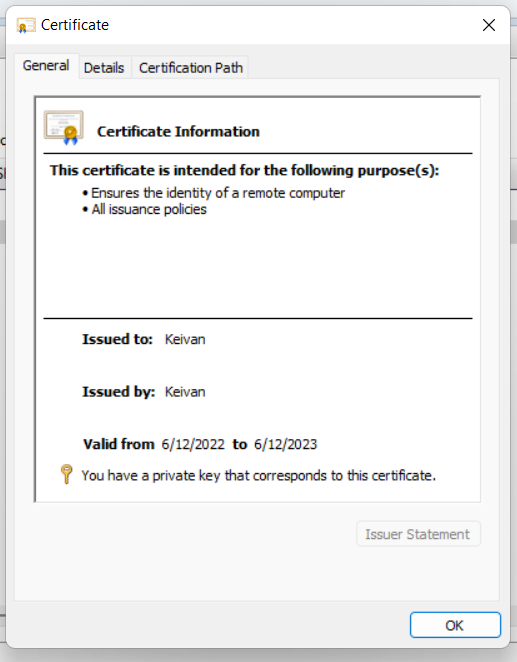 Certificate
General Details Certification Path
Certificate Information
This certificate is intended for the following purpose(s):
• Ensures the identity of a remote computer
• All issuance policies
Issued to: Keivan
Issued by: Keivan
Valid from 6/12/2022 to 6/12/2023
You have a private key that corresponds to this certificate.
Issuer Statement
OK